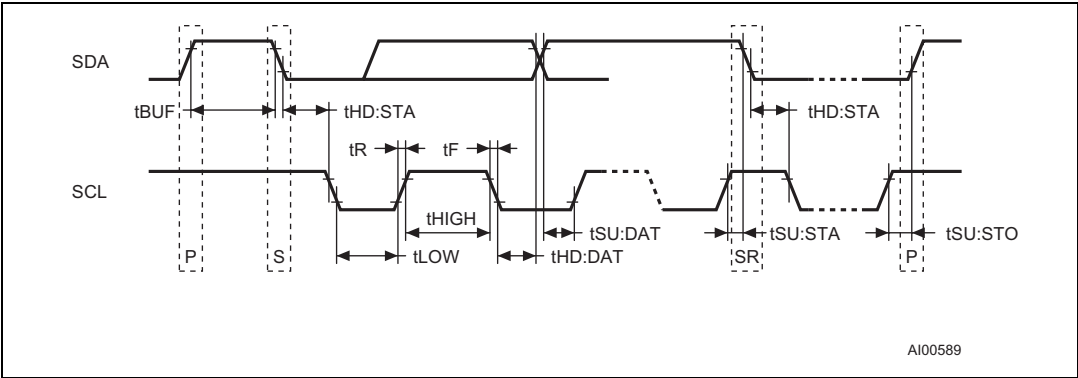 SDA
tBUF
tHD:STA
tHD:STA
tR
tF
SCL
tHIGH
tSU:DAT
tSU:STA
tSU:STO
P
S
tLOW
tHD:DAT
SR
P
AI00589